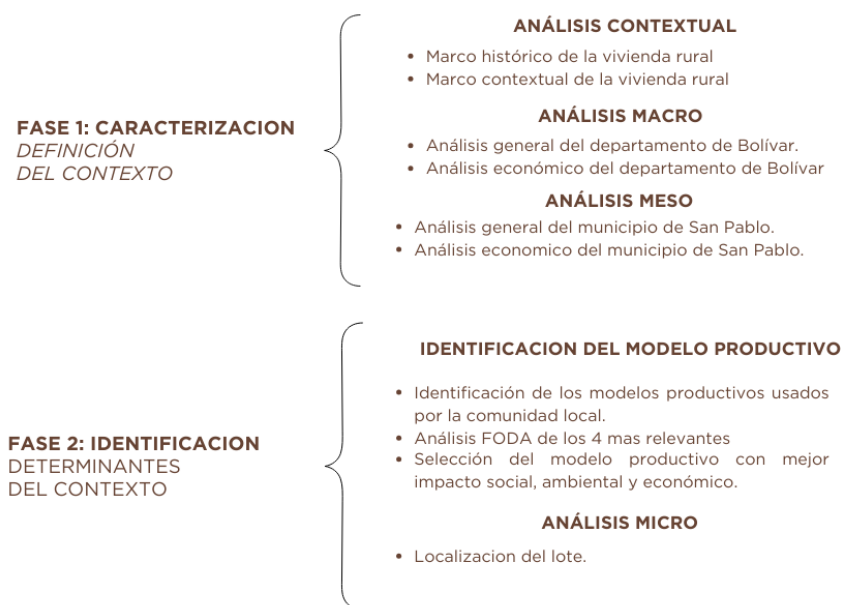 FASE 1: CARACTERIZACION
DEFINICIÓN
DEL CONTEXTO
ANÁLISIS CONTEXTUAL
• Marco histórico de la vivienda rural
• Marco contextual de la vivienda rural
ANÁLISIS MACRO
• Análisis general del departamento de Bolívar.
• Análisis económico del departamento de Bolívar
ANÁLISIS MESO
• Análisis general del municipio de San Pablo.
• Análisis economico del municipio de San Pablo.
FASE 2: IDENTIFICACION
DETERMINANTES
DEL CONTEXTO
IDENTIFICACION DEL MODELO PRODUCTIVO
• Identificación de los modelos productivos usados
por la comunidad local.
• Análisis FODA de los 4 mas relevantes
• Selección del modelo productivo con mejor
impacto social, ambiental y económico.
ANÁLISIS MICRO
• Localizacion del lote.